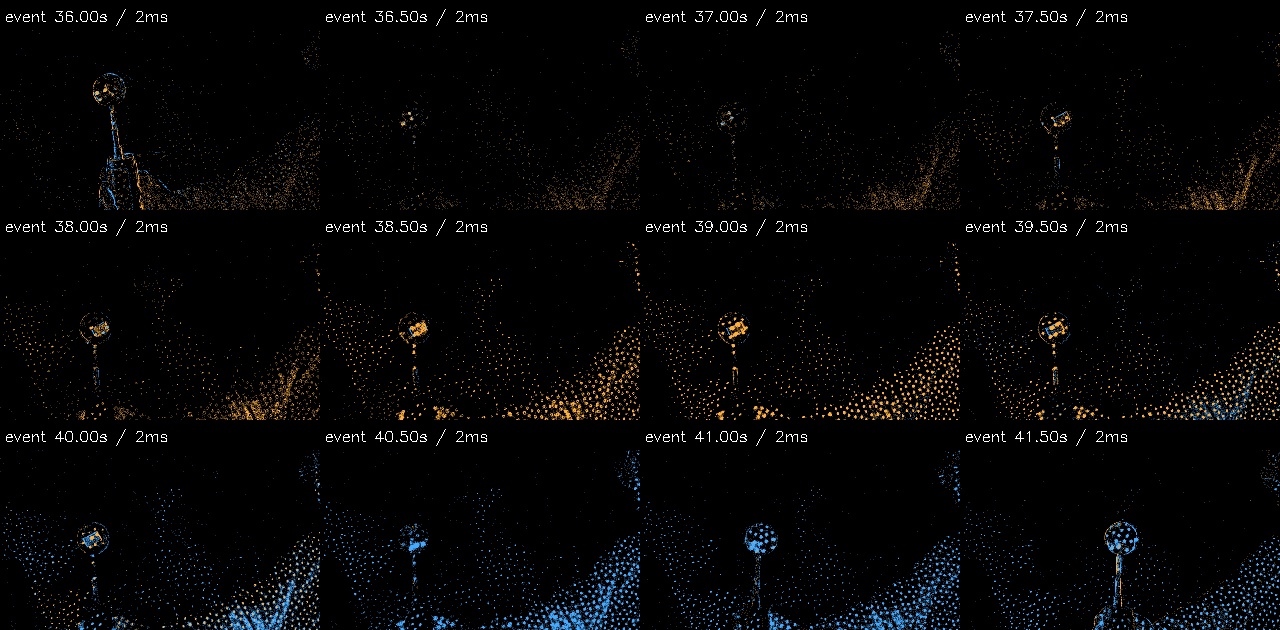 event 36.00s / 2ms
event 36.50s / 2ms
event 37.00s / 2ms
event 37.50s / 2ms
event 38.00s / 2ms
event 38.50s / 2ms
event 39.00s / 2ms
event 39.50s / 2ms
event 40.00s / 2ms
event 40.50s / 2ms
event 41.00s / 2ms
event 41.50s / 2ms